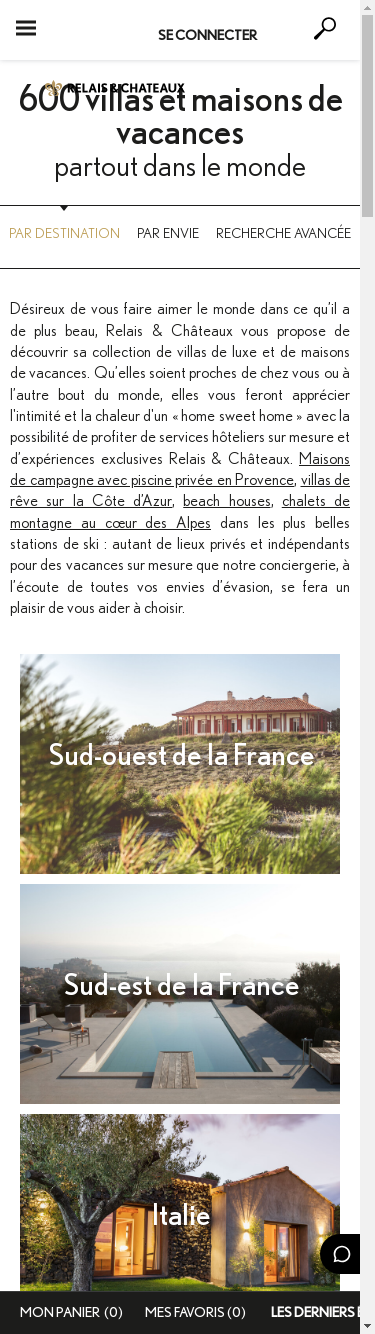 SE CONNECTER
RELAIS & CHATEAUX
600 villas et maisons de
vacances
partout dans le monde
PAR DESTINATION PAR ENVIE RECHERCHE AVANCÉE
Désireux de vous faire aimer le monde dans ce qu’il a
de plus beau, Relais & Châteaux vous propose de
découvrir sa collection de villas de luxe et de maisons
de vacances. Qu’elles soient proches de chez vous ou à
l’autre bout du monde, elles vous feront apprécier
l'intimité et la chaleur d'un « home sweet home » avec la
possibilité de profiter de services hôteliers sur mesure et
d’expériences exclusives Relais & Châteaux. Maisons
de campagne avec piscine privée en Provence, villas de
rêve sur la Côte d’Azur, beach houses, chalets de
montagne au cœur des Alpes dans les plus belles
stations de ski : autant de lieux privés et indépendants
pour des vacances sur mesure que notre conciergerie, à
l’écoute de toutes vos envies d’évasion, se fera un
plaisir de vous aider à choisir.
Sud-ouest de la France
Sud-est de la France
Italie
MON PANIER (0) MES FAVORIS (0) LES DERNIERS